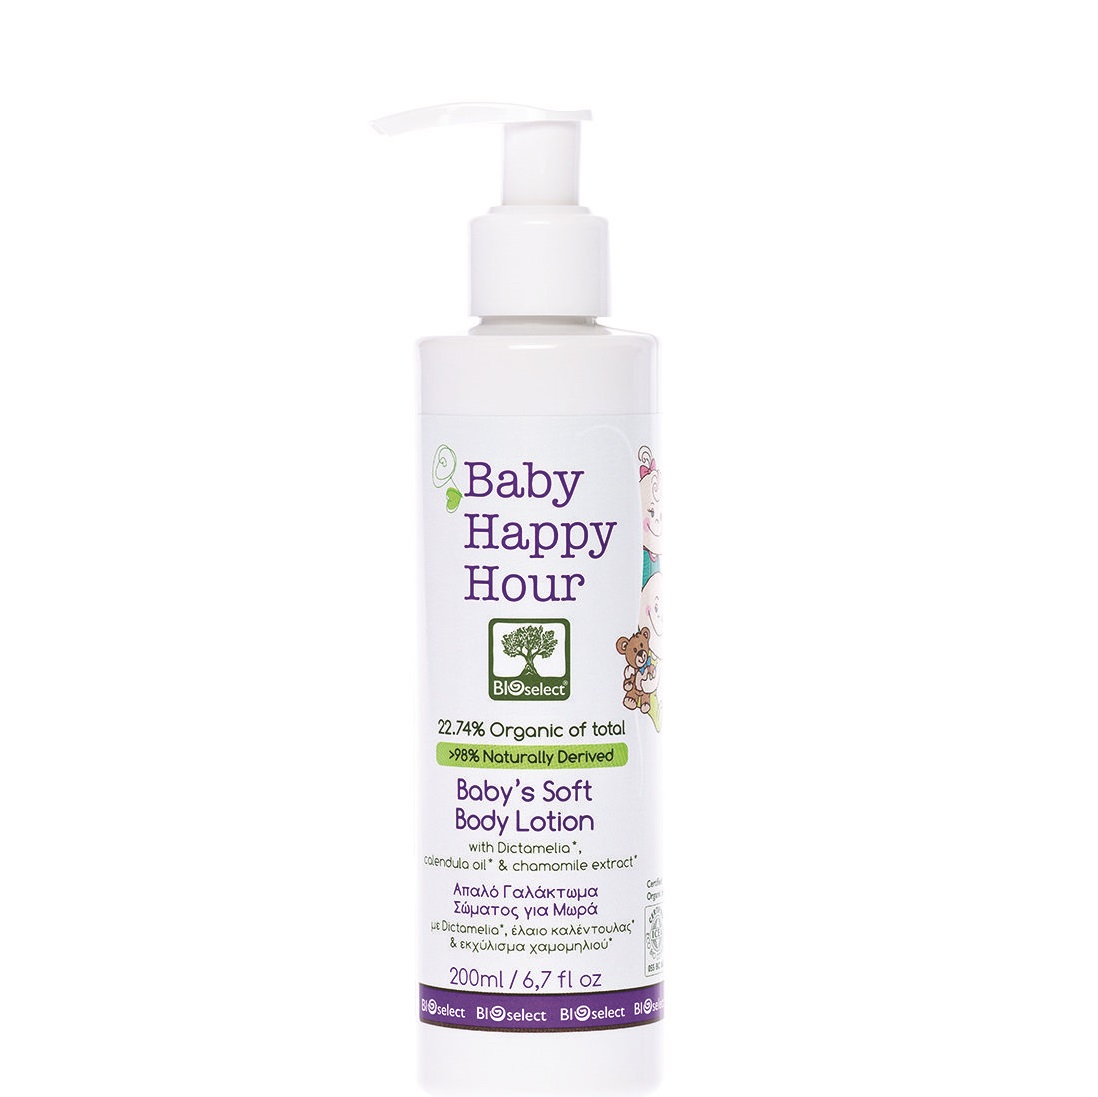 Baby
Happy
Hour
BIOselect®
22.74% Organic of total
>98% Naturally Derived
Baby's Soft
Body Lotion
with Dictamelia*,
calendula oil* & chamomile extract*
Απαλό Γαλάκτωμα
Σώματος για Μωρά
με Dictamelia*, έλαιο καλέντουλας*
& εκχύλισμα χαμομηλιού*
200ml / 6,7 fl oz
BIOselect BIOselect BIOselect